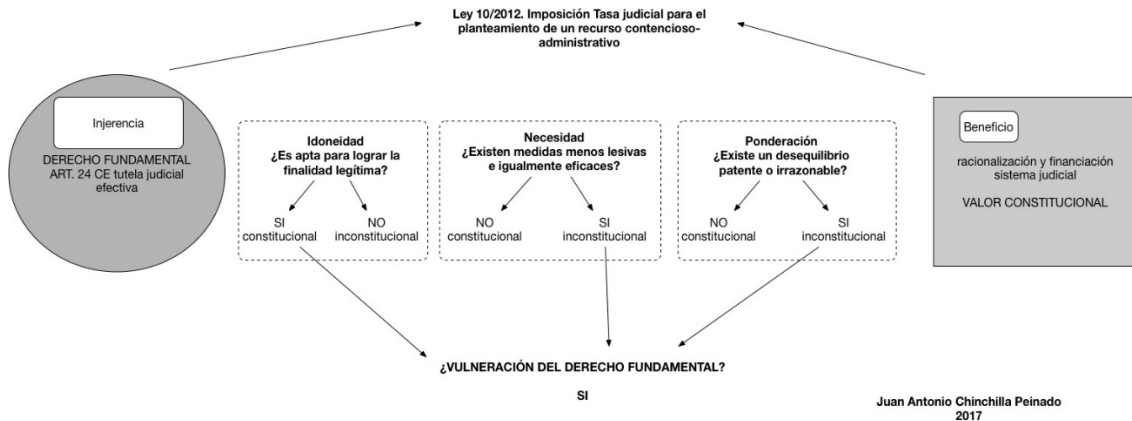 Ley 10/2012. Imposición Tasa judicial para el
planteamiento de un recurso contencioso-
administrativo
Injerencia
DERECHO FUNDAMENTAL
ART. 24 CE tutela judicial
efectiva
Idoneidad
¿Es apta para lograr la
finalidad legítima?
SI
constitucional
NO
inconstitucional
Necesidad
¿Existen medidas menos lesivas
e igualmente eficaces?
NO
constitucional
SI
inconstitucional
Ponderación
¿Existe un desequilibrio
patente o irrazonable?
NO
constitucional
SI
inconstitucional
Beneficio
racionalización y financiación
sistema judicial
VALOR CONSTITUCIONAL
¿VULNERACIÓN DEL DERECHO FUNDAMENTAL?
SI
Juan Antonio Chinchilla Peinado
2017